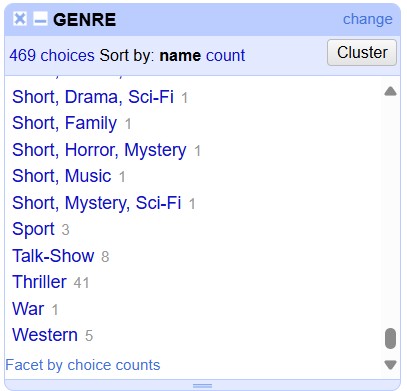 GENRE change
469 choices Sort by: name count Cluster
Short, Drama, Sci-Fi 1
Short, Family 1
Short, Horror, Mystery 1
Short, Music 1
Short, Mystery, Sci-Fi 1
Sport 3
Talk-Show 8
Thriller 41
War 1
Western 5
Facet by choice counts